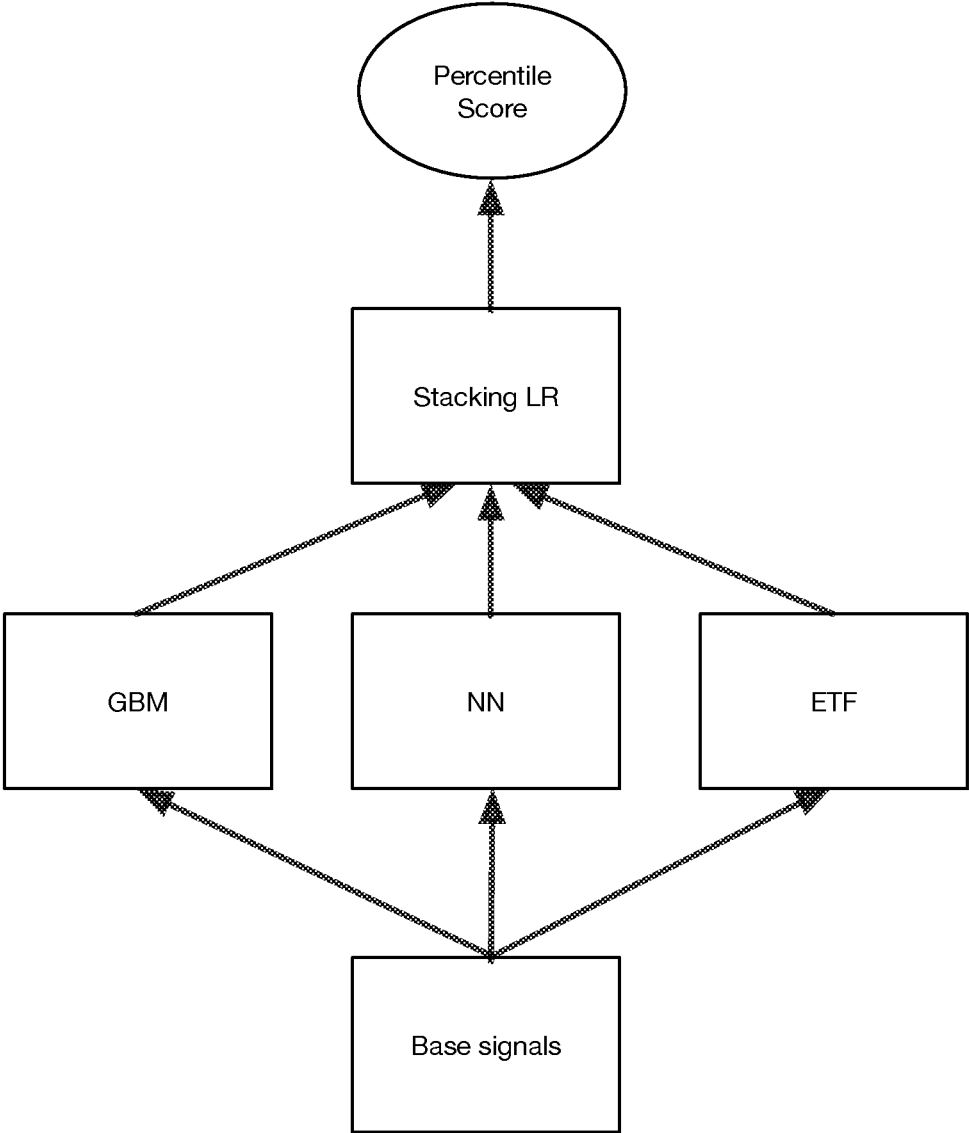 Percentile
Score
Stacking LR
GBM
NN
ETF
Base signals